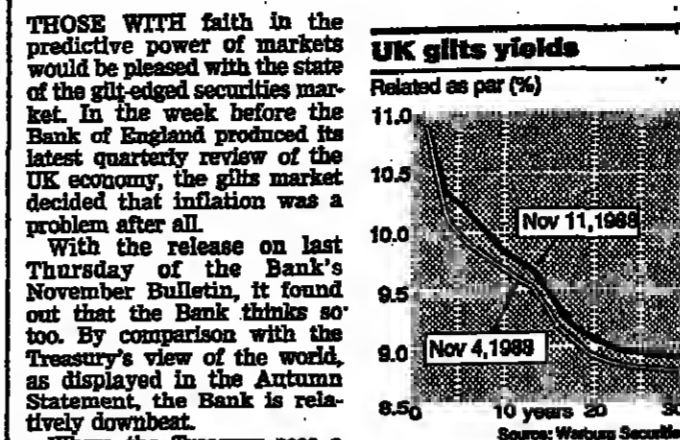 THOSE WITH faith in the
predictive power of markets
would be pleased with the state
of the gilt-edged securities mar-
ket. In the week before the
Bank of England produced its
latest quarterly review of the
UK economy, the gilts market
decided that inflation was a
problem after all.
With the release on last
Thursday of the Bank's
November Bulletin, it found
out that the Bank thinks so
too. By comparison with the
Treasury's view of the world,
as displayed in the Autumn
Statement, the Bank is rela-
tively downbeat.
UK gilts yields
Related as par (%)
11.0
10.5
10.0
9.5
9.0
8.5
Nov 11, 1988
Nov 4, 1988
0 10 years 20 30
Source: Warburg Securities